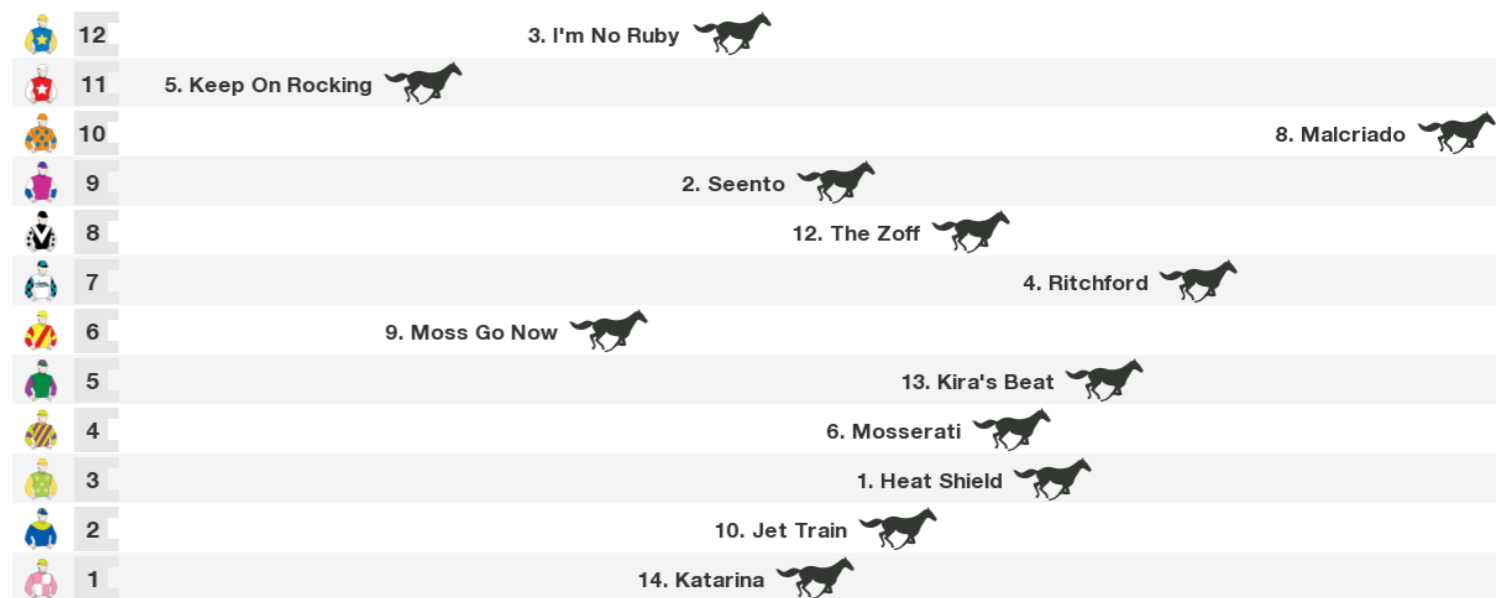 12 3. I'm No Ruby
11 5. Keep On Rocking
10 8. Malcriado
9 2. Seento
8 12. The Zoff
7 4. Ritchford
6 9. Moss Go Now
5 13. Kira's Beat
4 6. Mosserati
3 1. Heat Shield
2 10. Jet Train
1 14. Katarina